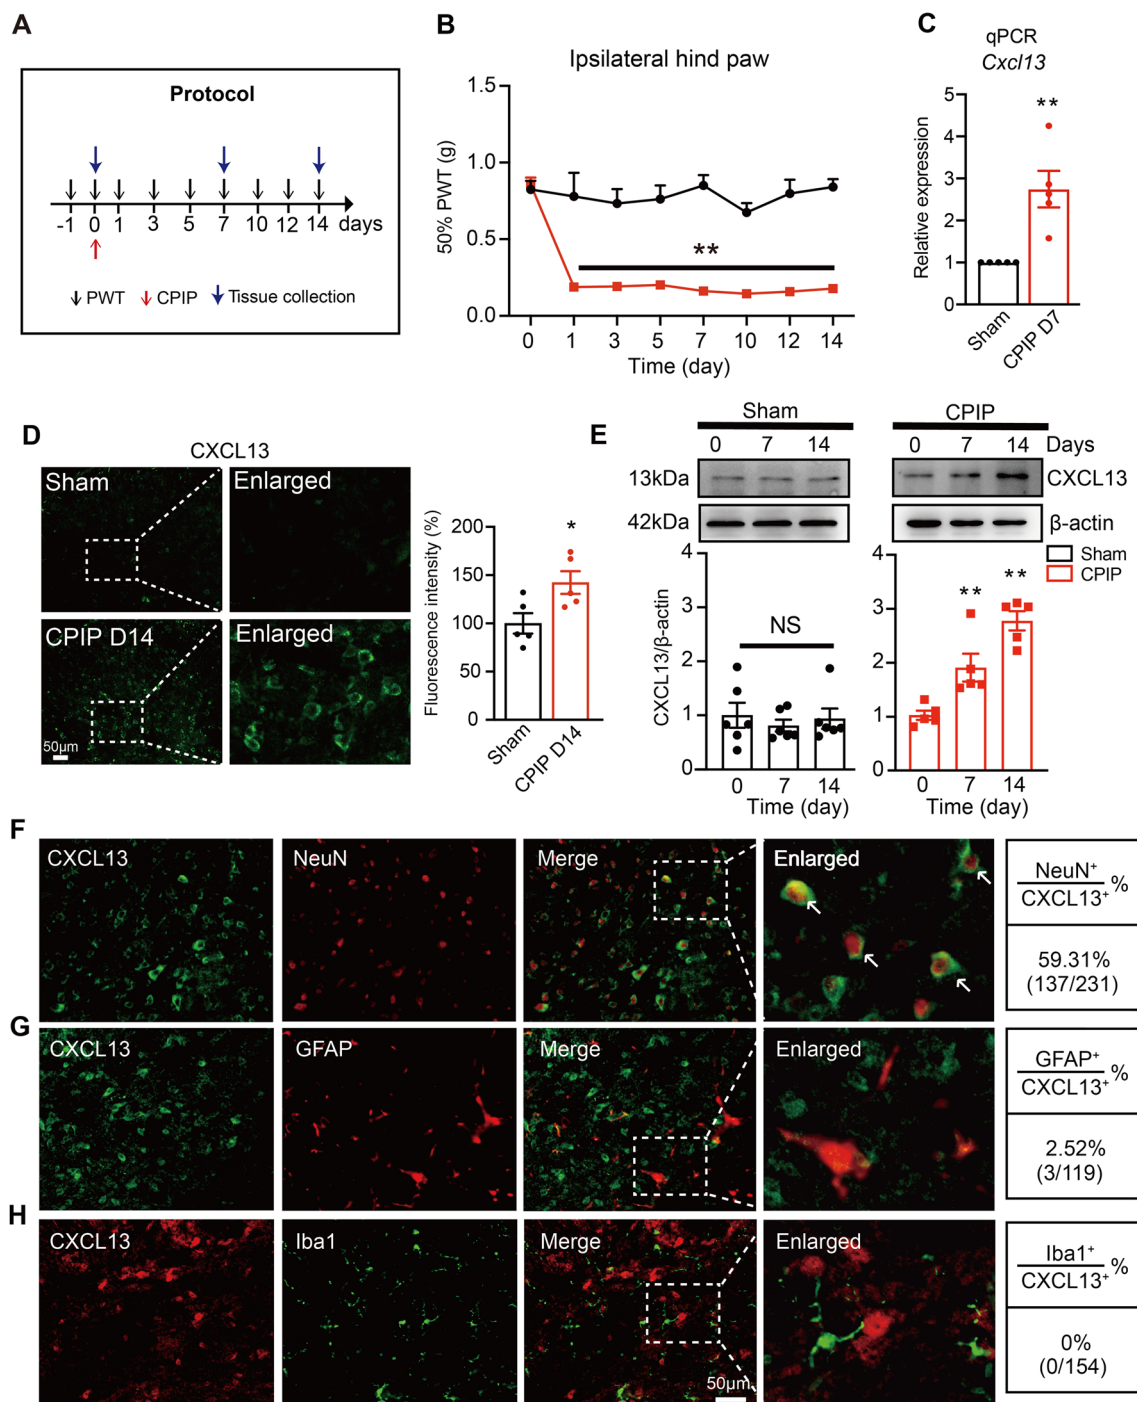 A
Protocol
-1 0 1 3 5 7 10 12 14 days
PWT CPIP Tissue collection
B
Ipsilateral hind paw
50% PWT (g)
1.5
1.0
0.5
0.0
**
0 1 3 5 7 10 12 14
Time (day)
C
qPCR
Cxcl13
Relative expression
5
4
3
2
1
0
**
Sham
CPIP D7
D
CXCL13
Sham
Enlarged
CPIP D14
Enlarged
50μm
Fluorescence intensity (%)
200
150
100
50
0
*
Sham
CPIP D14
E
Sham
CPIP
0 7 14
0 7 14 Days
13kDa
CXCL13
42kDa
β-actin
Sham
CPIP
CXCL13/β-actin
4
3
2
1
0
NS
0 7 14
Time (day)
4
3
2
1
0
**
**
0 7 14
Time (day)
F
CXCL13
NeuN
Merge
Enlarged
NeuN⁺
CXCL13⁺
%
59.31%
(137/231)
G
CXCL13
GFAP
Merge
Enlarged
GFAP⁺
CXCL13⁺
%
2.52%
(3/119)
H
CXCL13
Iba1
Merge
50μm
Enlarged
Iba1⁺
CXCL13⁺
%
0%
(0/154)